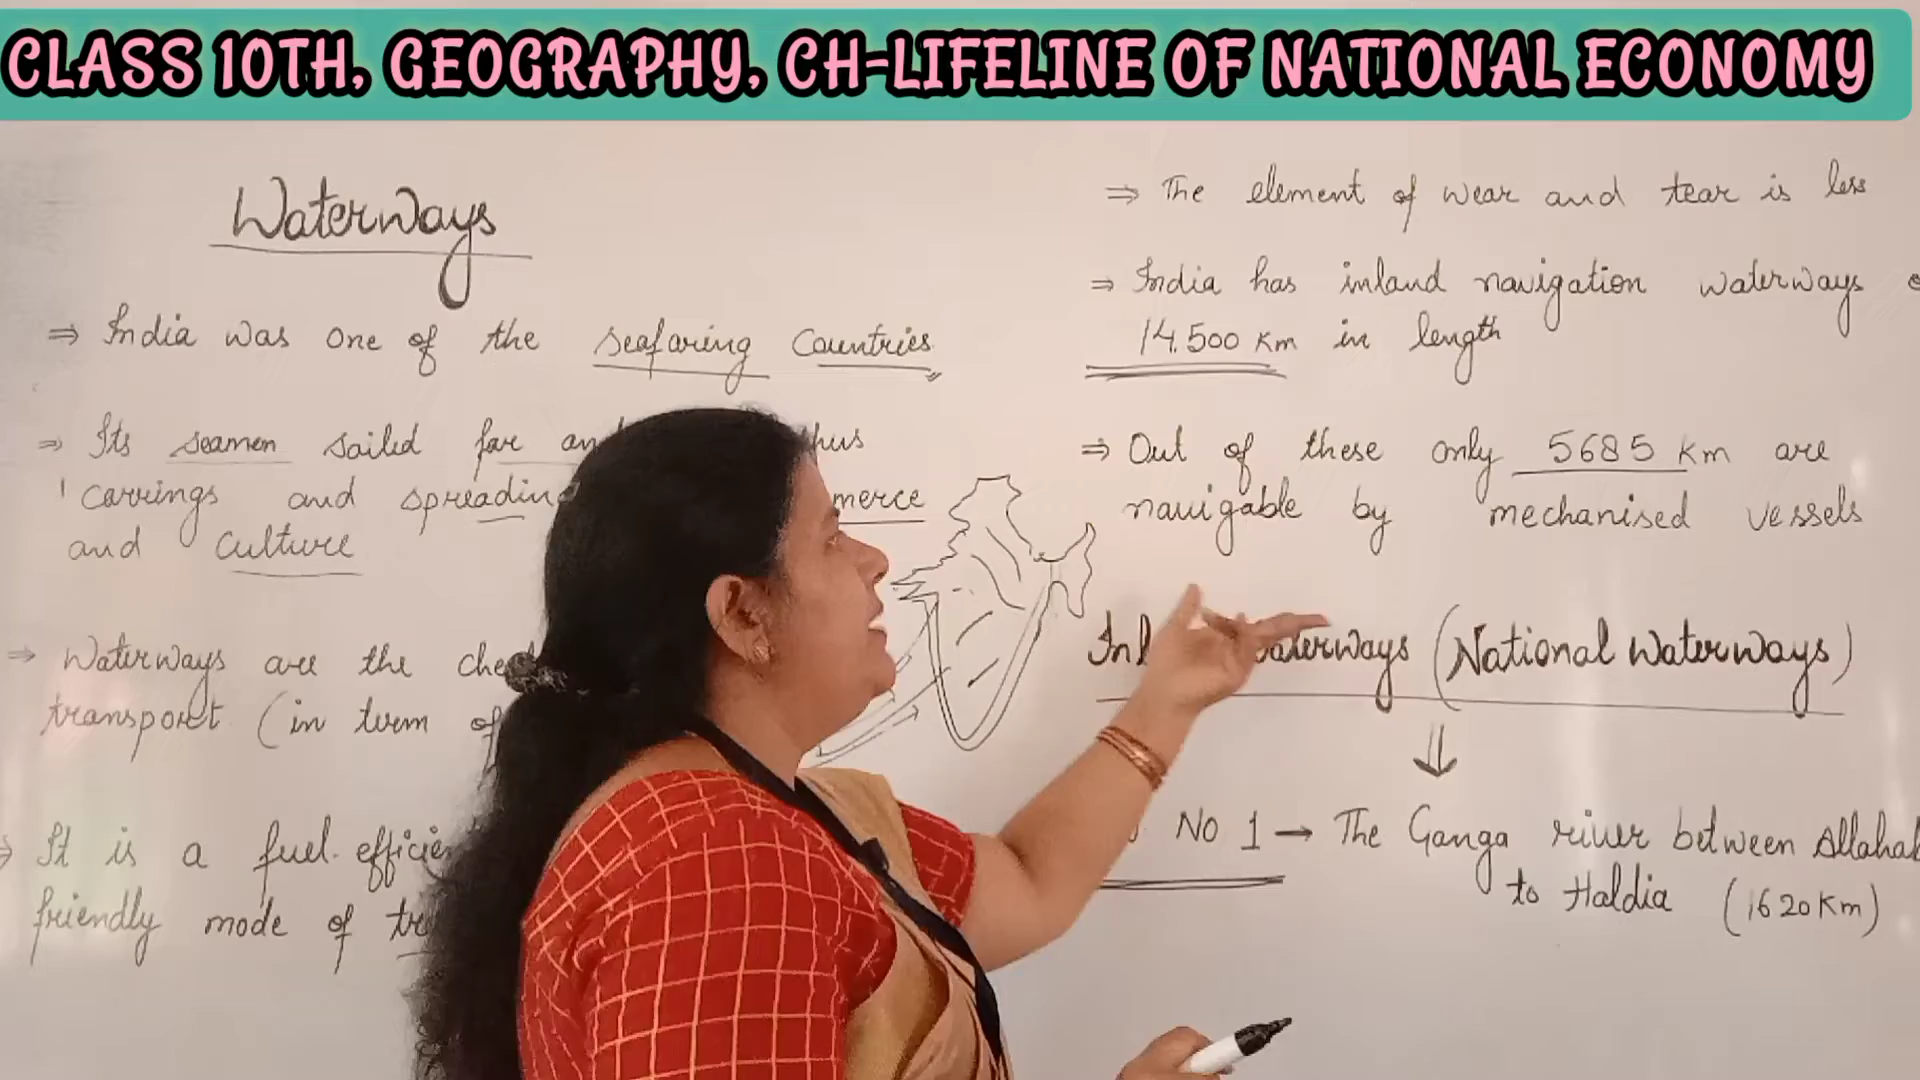 CLASS 10TH, GEOGRAPHY, CH-LIFELINE OF NATIONAL ECONOMY
Waterways
⇒ India was one of the seafaring Countries
⇒ Its seamen sailed far
carrings and spreading
and culture
⇒ Waterways are the
transport (in term of
It is a fuel-efficien
friendly mode of
⇒ The element of wear and tear is less
⇒ India has inland navigation waterways
14.500 Km in length
⇒ Out of these only 5685 Km are
navigable by mechanised vessels
waterways (National Waterways)
⇓
No 1 → The Ganga river between Allahab
to Haldia (1620 Km)